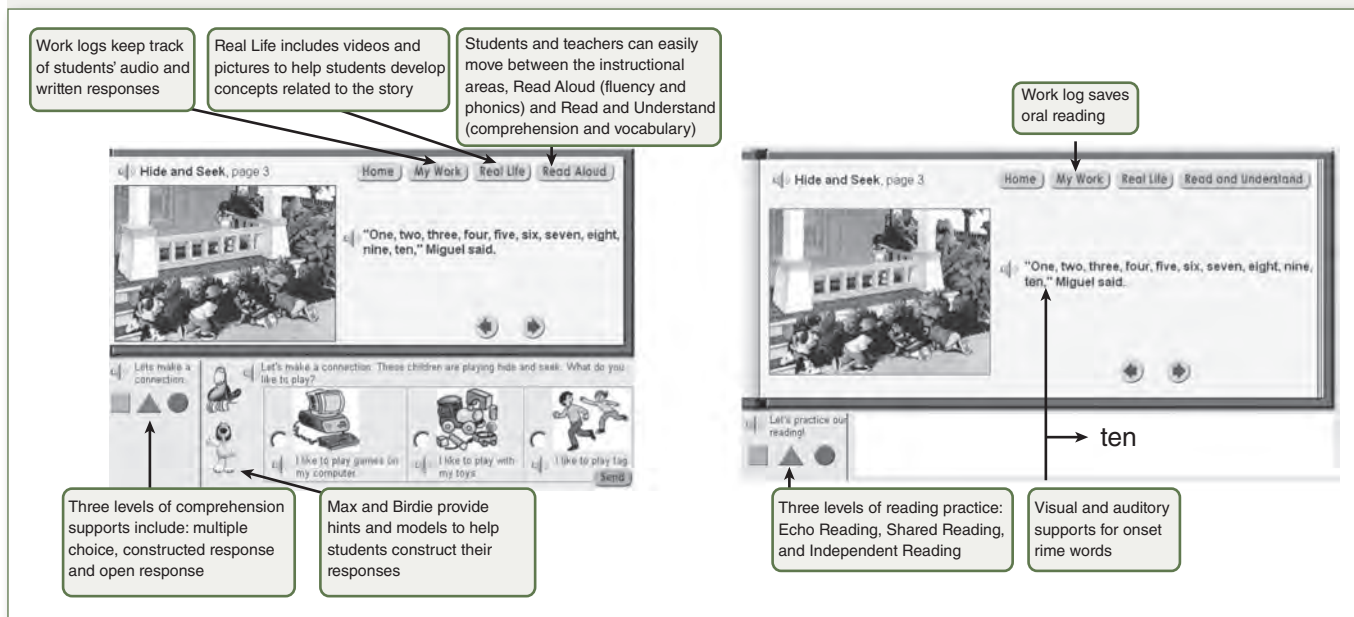 Work logs keep track
of students' audio and
written responses
Real Life includes videos and
pictures to help students develop
concepts related to the story
Students and teachers can easily
move between the instructional
areas, Read Aloud (fluency and
phonics) and Read and Understand
(comprehension and vocabulary)
Hide and Seek, page 3
Home
My Work
Real Life
Read Aloud
"One, two, three, four, five, six, seven, eight,
nine, ten," Miguel said.
Lets make a
connection.
Let's make a connection. These children are playing hide and seek. What do you
like to play?
I like to play games on
my computer.
I like to play with
my toys.
I like to play tag.
Send
Three levels of comprehension
supports include: multiple
choice, constructed response
and open response
Max and Birdie provide
hints and models to help
students construct their
responses
Work log saves
oral reading
Hide and Seek, page 3
Home
My Work
Real Life
Read and Understand
"One, two, three, four, five, six, seven, eight, nine,
ten," Miguel said.
Let's practice our
reading!
ten
Three levels of reading practice:
Echo Reading, Shared Reading,
and Independent Reading
Visual and auditory
supports for onset
rime words